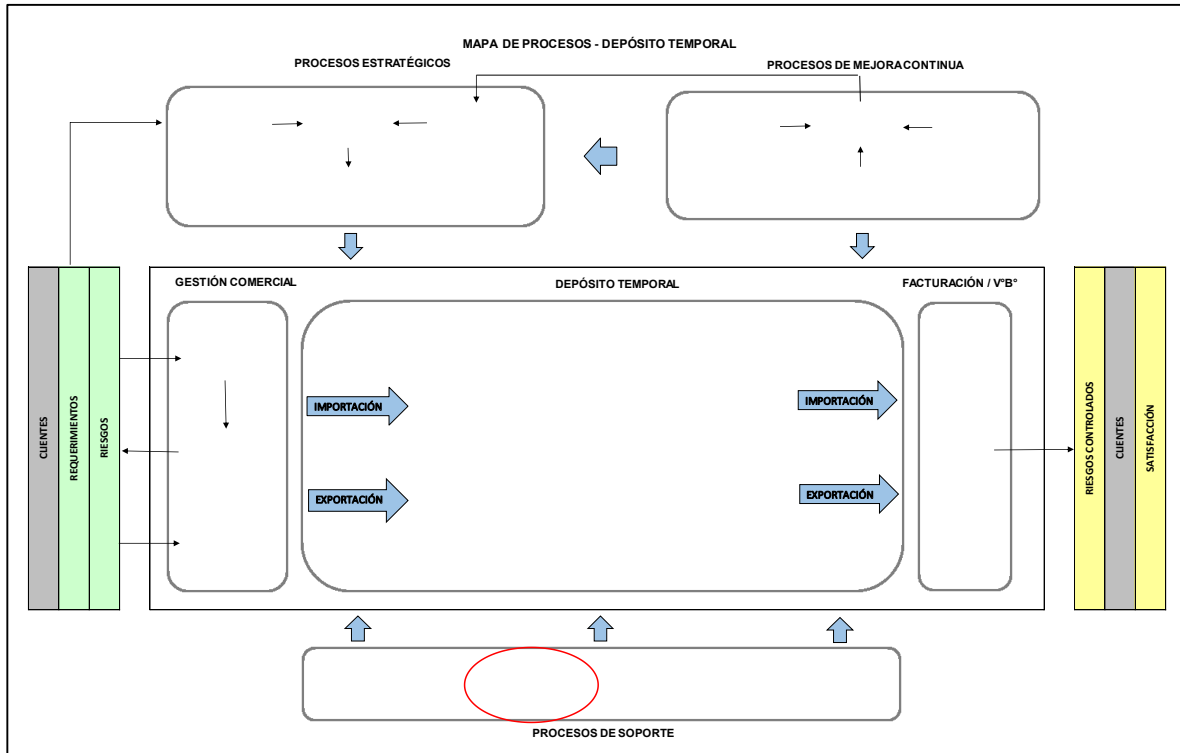 MAPA DE PROCESOS - DEPÓSITO TEMPORAL
PROCESOS ESTRATÉGICOS
PROCESOS DE MEJORA CONTINUA
GESTIÓN COMERCIAL
DEPÓSITO TEMPORAL
FACTURACIÓN / V°B°
CLIENTES
REQUERIMIENTOS
RIESGOS
IMPORTACIÓN
IMPORTACIÓN
EXPORTACIÓN
EXPORTACIÓN
RIESGOS CONTROLADOS
CLIENTES
SATISFACCIÓN
PROCESOS DE SOPORTE